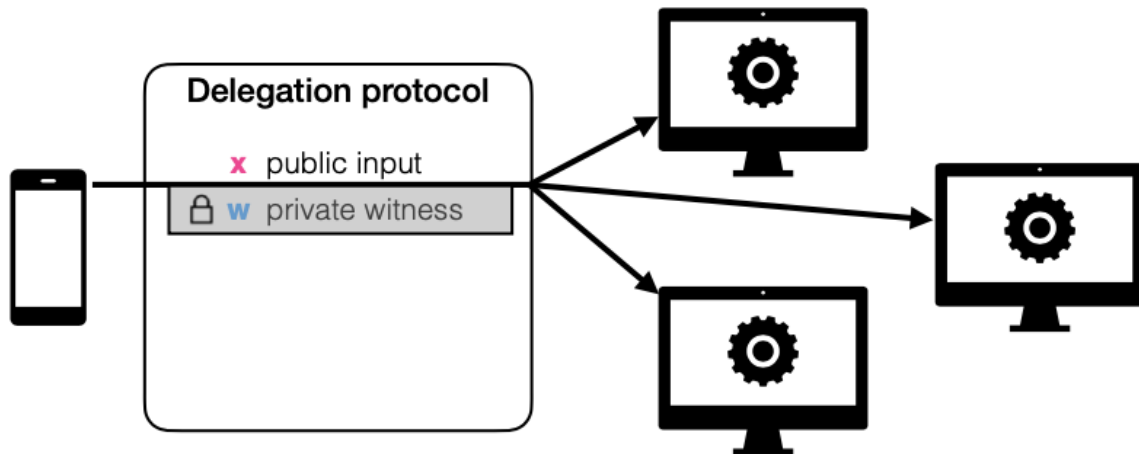 Delegation protocol
x public input
w private witness